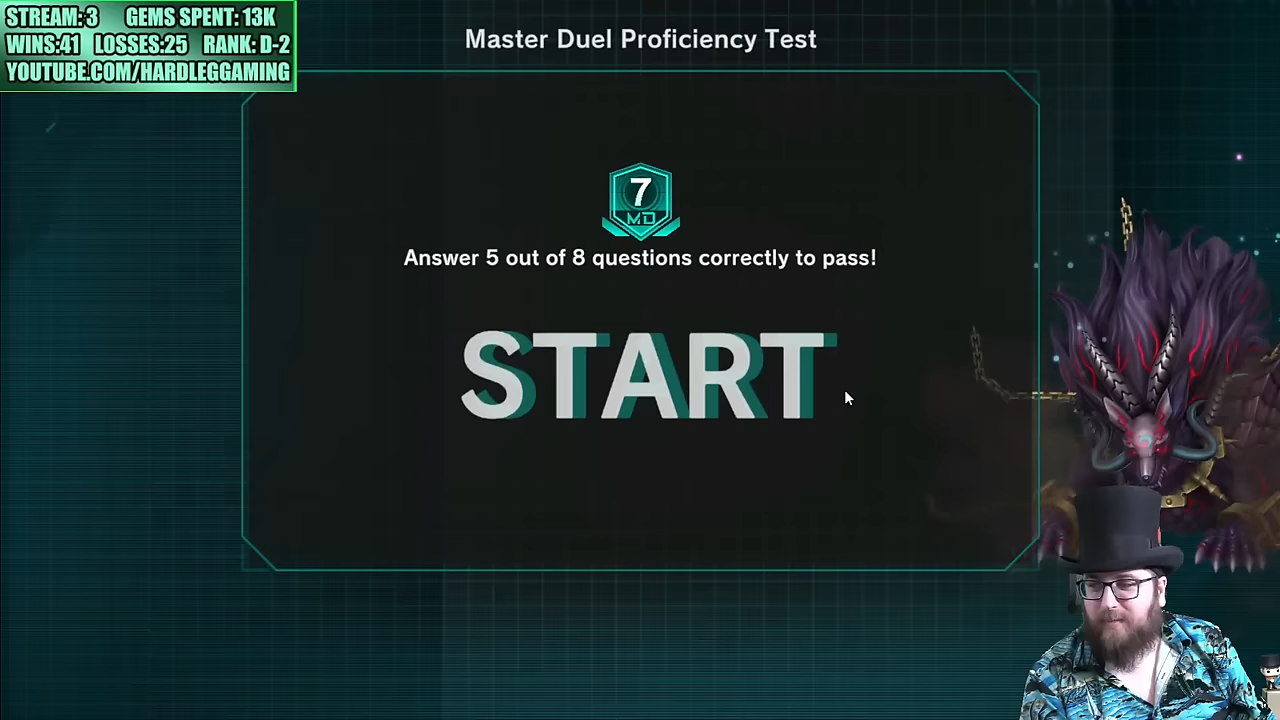 STREAM: 3 GEMS SPENT: 13K
WINS:41 LOSSES:25 RANK: D-2
YOUTUBE.COM/HARDLEGGAMING
Master Duel Proficiency Test
7
MD
Answer 5 out of 8 questions correctly to pass!
START